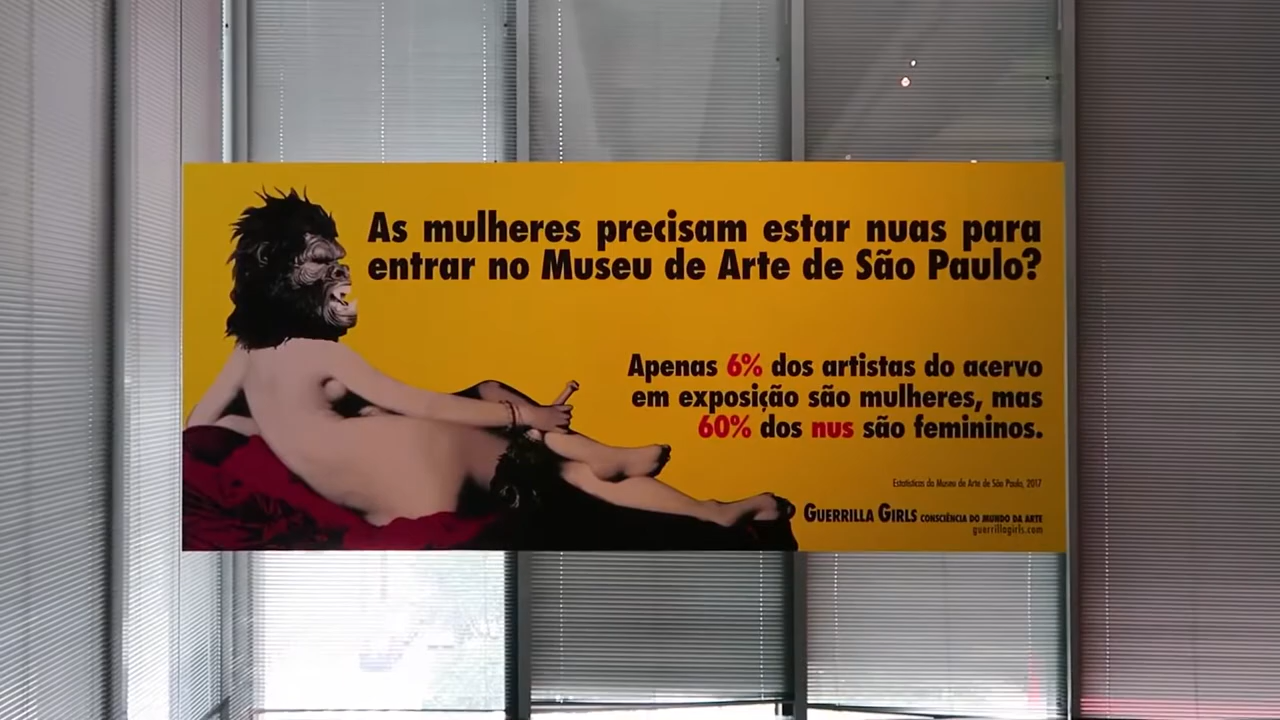 As mulheres precisam estar nuas para
entrar no Museu de Arte de São Paulo?
Apenas 6% dos artistas do acervo
em exposição são mulheres, mas
60% dos nus são femininos.
Estatísticas do Museu de Arte de São Paulo, 2017
GUERRILLA GIRLS CONSCIÊNCIA DO MUNDO DA ARTE
guerrillagirls.com